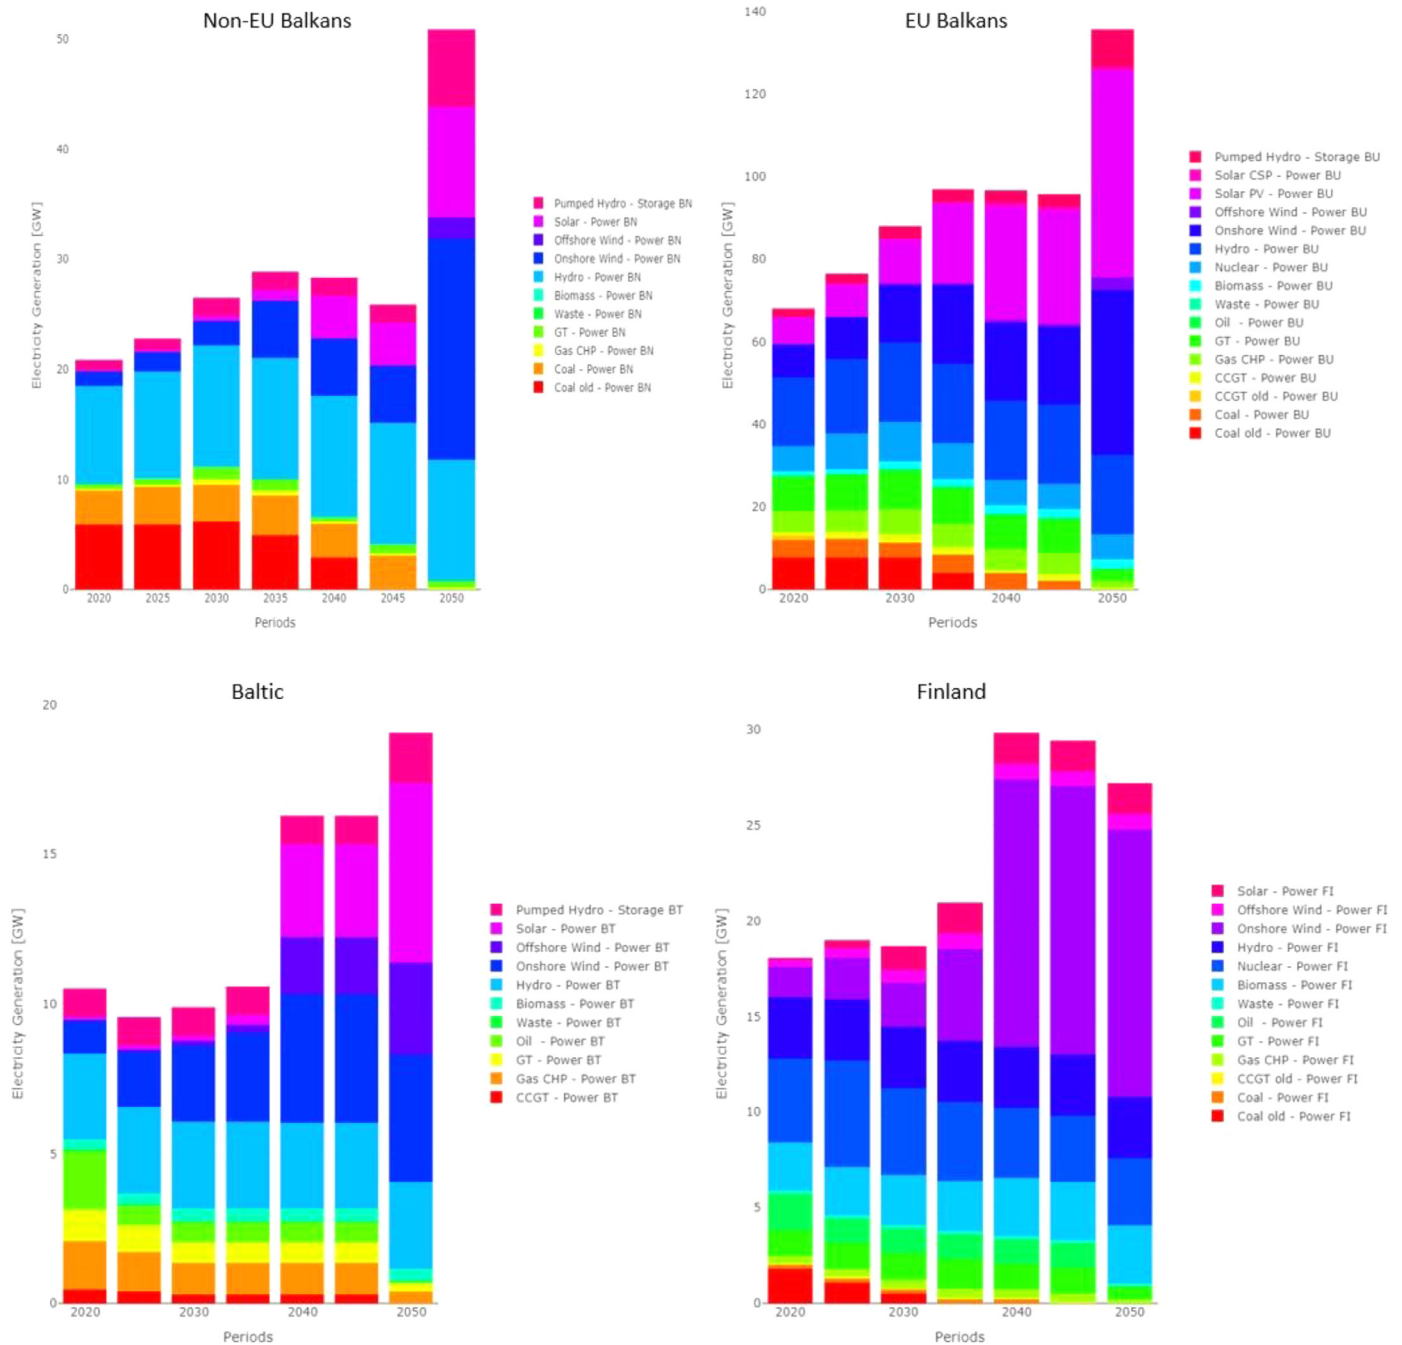 Non-EU Balkans
Electricity Generation [GW]
50
40
30
20
10
0
2020 2025 2030 2035 2040 2045 2050
Periods
Pumped Hydro - Storage BN
Solar - Power BN
Offshore Wind - Power BN
Onshore Wind - Power BN
Hydro - Power BN
Biomass - Power BN
Waste - Power BN
GT - Power BN
Gas CHP - Power BN
Coal - Power BN
Coal old - Power BN
EU Balkans
Electricity Generation [GW]
140
120
100
80
60
40
20
0
2020 2030 2040 2050
Periods
Pumped Hydro - Storage BU
Solar CSP - Power BU
Solar PV - Power BU
Offshore Wind - Power BU
Onshore Wind - Power BU
Hydro - Power BU
Nuclear - Power BU
Biomass - Power BU
Waste - Power BU
Oil - Power BU
GT - Power BU
Gas CHP - Power BU
CCGT - Power BU
CCGT old - Power BU
Coal - Power BU
Coal old - Power BU
Baltic
Electricity Generation [GW]
20
15
10
5
0
2020 2030 2040 2050
Periods
Pumped Hydro - Storage BT
Solar - Power BT
Offshore Wind - Power BT
Onshore Wind - Power BT
Hydro - Power BT
Biomass - Power BT
Waste - Power BT
Oil - Power BT
GT - Power BT
Gas CHP - Power BT
CCGT - Power BT
Finland
Electricity Generation [GW]
30
25
20
15
10
5
0
2020 2030 2040 2050
Periods
Solar - Power FI
Offshore Wind - Power FI
Onshore Wind - Power FI
Hydro - Power FI
Nuclear - Power FI
Biomass - Power FI
Waste - Power FI
Oil - Power FI
GT - Power FI
Gas CHP - Power FI
CCGT old - Power FI
Coal - Power FI
Coal old - Power FI